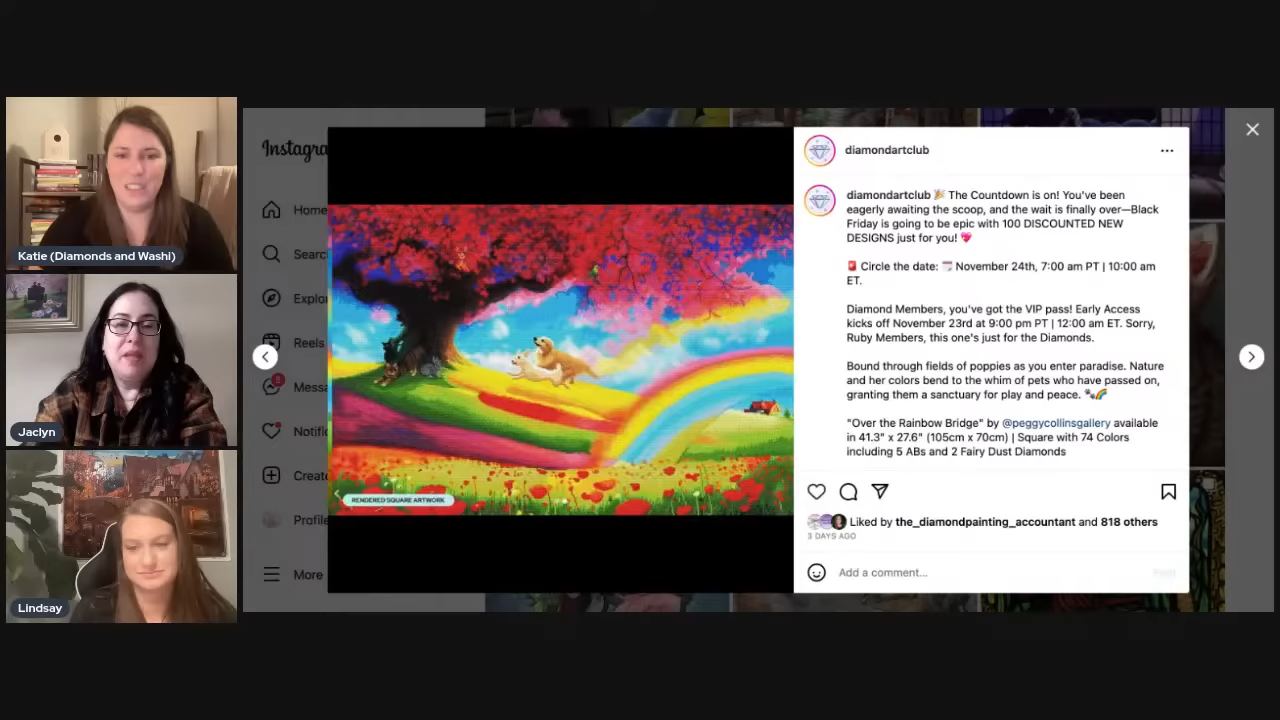 Katie (Diamonds and Washi)
Jaclyn
Lindsay
Instagra
Home
Searc
Explo
Reels
Messa
Notific
Create
Profile
More
RENDERED SQUARE ARTWORK
diamondartclub
diamondartclub 🎉 The Countdown is on! You've been
eagerly awaiting the scoop, and the wait is finally over—Black
Friday is going to be epic with 100 DISCOUNTED NEW
DESIGNS just for you! 💖
🚨 Circle the date: 🗓️ November 24th, 7:00 am PT | 10:00 am
ET.
Diamond Members, you've got the VIP pass! Early Access
kicks off November 23rd at 9:00 pm PT | 12:00 am ET. Sorry,
Ruby Members, this one's just for the Diamonds.
Bound through fields of poppies as you enter paradise. Nature
and her colors bend to the whim of pets who have passed on,
granting them a sanctuary for play and peace. 🐾🌈
"Over the Rainbow Bridge" by @peggycollinsgallery available
in 41.3" x 27.6" (105cm x 70cm) | Square with 74 Colors
including 5 ABs and 2 Fairy Dust Diamonds
Liked by the_diamondpainting_accountant and 818 others
3 DAYS AGO
Add a comment...
Post